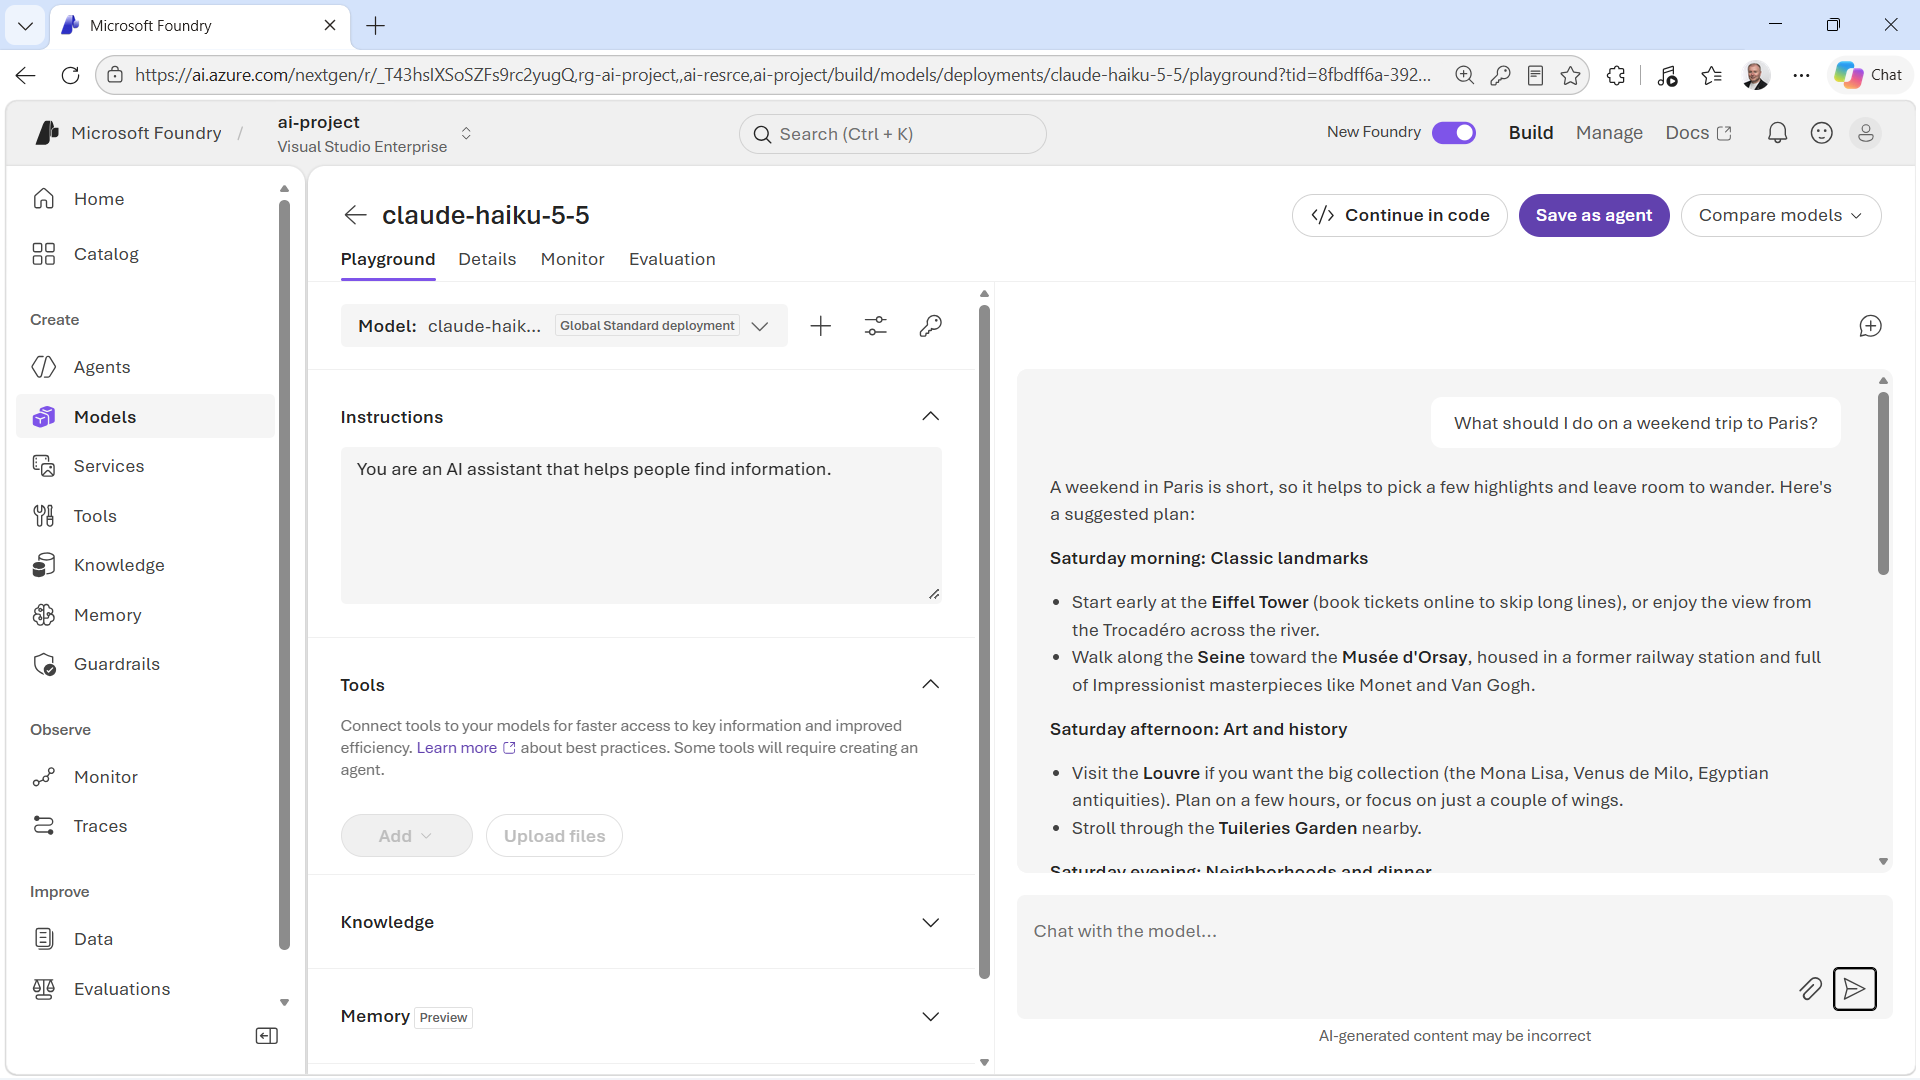 Microsoft Foundry
https://ai.azure.com/nextgen/r/_T43hsIXSoSZFs9rc2yugQ,rg-ai-project,,ai-resrce,ai-project/build/models/deployments/claude-haiku-5-5/playground?tid=8fbdff6a-392...
Chat
Microsoft Foundry
/
ai-project
Visual Studio Enterprise
Search (Ctrl + K)
New Foundry
Build
Manage
Docs
Home
Catalog
Create
Agents
Models
Services
Tools
Knowledge
Memory
Guardrails
Observe
Monitor
Traces
Improve
Data
Evaluations
claude-haiku-5-5
Continue in code
Save as agent
Compare models
Playground
Details
Monitor
Evaluation
Model: claude-haik... Global Standard deployment
Instructions
You are an AI assistant that helps people find information.
Tools
Connect tools to your models for faster access to key information and improved
efficiency. Learn more about best practices. Some tools will require creating an
agent.
Add
Upload files
Knowledge
Memory Preview
What should I do on a weekend trip to Paris?
A weekend in Paris is short, so it helps to pick a few highlights and leave room to wander. Here's
a suggested plan:
Saturday morning: Classic landmarks
• Start early at the Eiffel Tower (book tickets online to skip long lines), or enjoy the view from
the Trocadéro across the river.
• Walk along the Seine toward the Musée d'Orsay, housed in a former railway station and full
of Impressionist masterpieces like Monet and Van Gogh.
Saturday afternoon: Art and history
• Visit the Louvre if you want the big collection (the Mona Lisa, Venus de Milo, Egyptian
antiquities). Plan on a few hours, or focus on just a couple of wings.
• Stroll through the Tuileries Garden nearby.
Saturday evening: Neighborhoods and dinner
Chat with the model...
AI-generated content may be incorrect